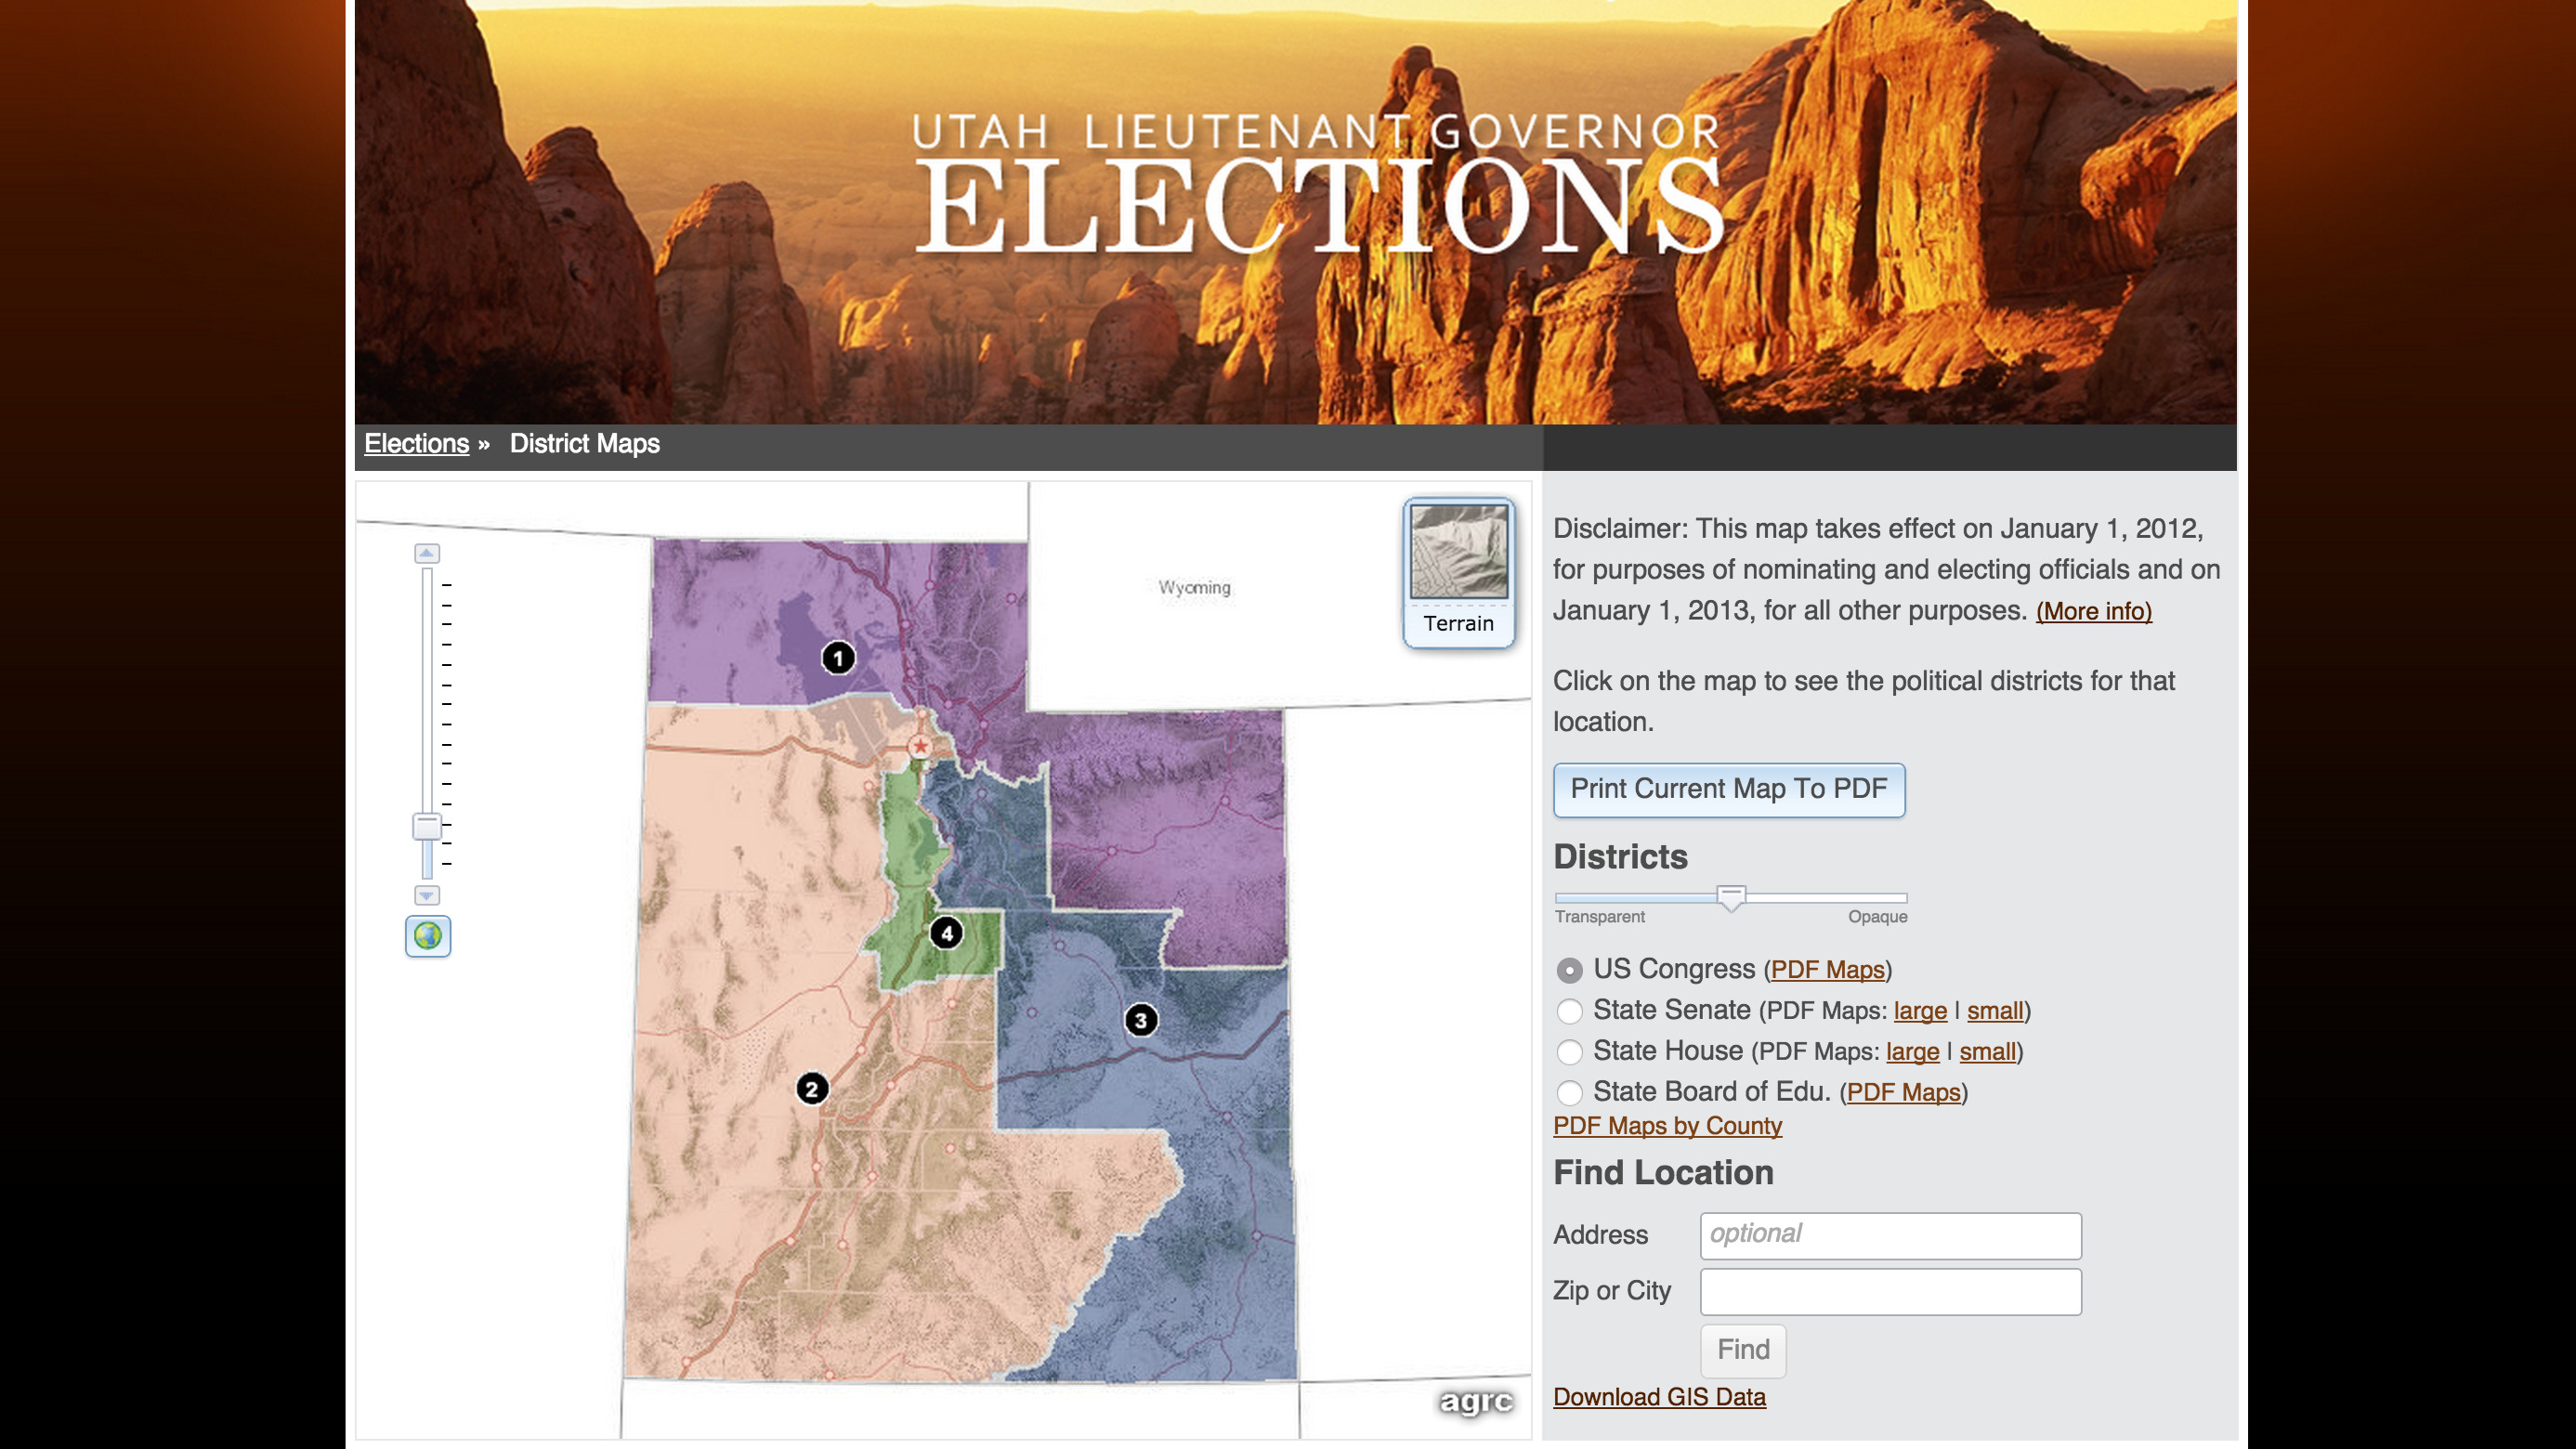 UTAH LIEUTENANT GOVERNOR
ELECTIONS
Elections » District Maps
Wyoming
Terrain
1
4
3
2
agrc
Disclaimer: This map takes effect on January 1, 2012,
for purposes of nominating and electing officials and on
January 1, 2013, for all other purposes. (More info)
Click on the map to see the political districts for that
location.
Print Current Map To PDF
Districts
Transparent Opaque
US Congress (PDF Maps)
State Senate (PDF Maps: large | small)
State House (PDF Maps: large | small)
State Board of Edu. (PDF Maps)
PDF Maps by County
Find Location
Address optional
Zip or City
Find
Download GIS Data